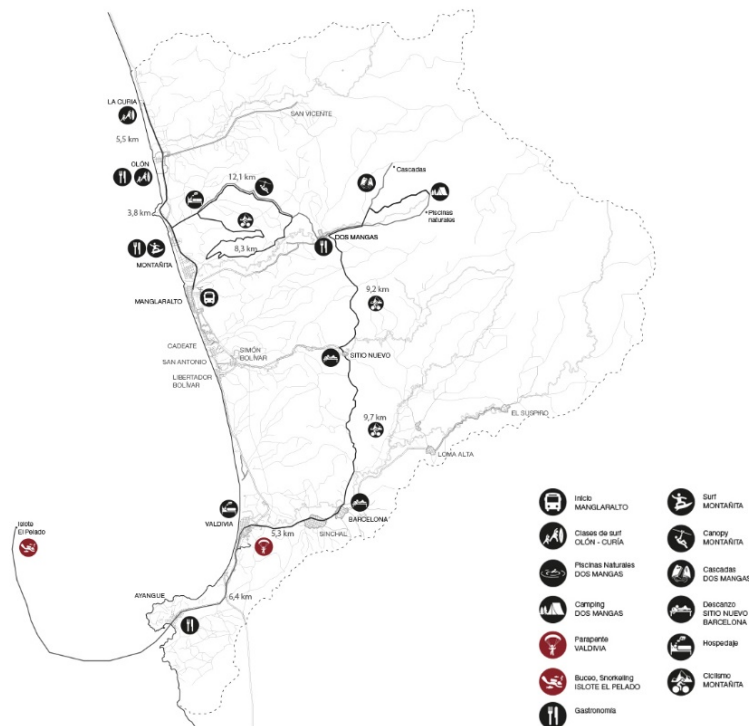 LA CURIA
5,5 km
SAN VICENTE
OLÓN
12,1 km
Cascadas
3,8 km
Piscinas
naturales
8,3 km
DOS MANGAS
MONTAÑITA
MANGLARALTO
9,2 km
CADEATE
SIMÓN
BOLÍVAR
SAN ANTONIO
SITIO NUEVO
LIBERTADOR
BOLÍVAR
EL SUSPIRO
9,7 km
LOMA ALTA
VALDIVIA
BARCELONA
5,3 km
SINCHAL
Islote
El Pelado
AYANGUE
6,4 km
Inicio
MANGLARALTO
Clases de surf
OLÓN - CURÍA
Piscinas Naturales
DOS MANGAS
Camping
DOS MANGAS
Parapente
VALDIVIA
Buceo, Snorkeling
ISLOTE EL PELADO
Gastronomía
Surf
MONTAÑITA
Canopy
MONTAÑITA
Cascadas
DOS MANGAS
Descanzo
SITIO NUEVO
BARCELONA
Hospedaje
Ciclismo
MONTAÑITA